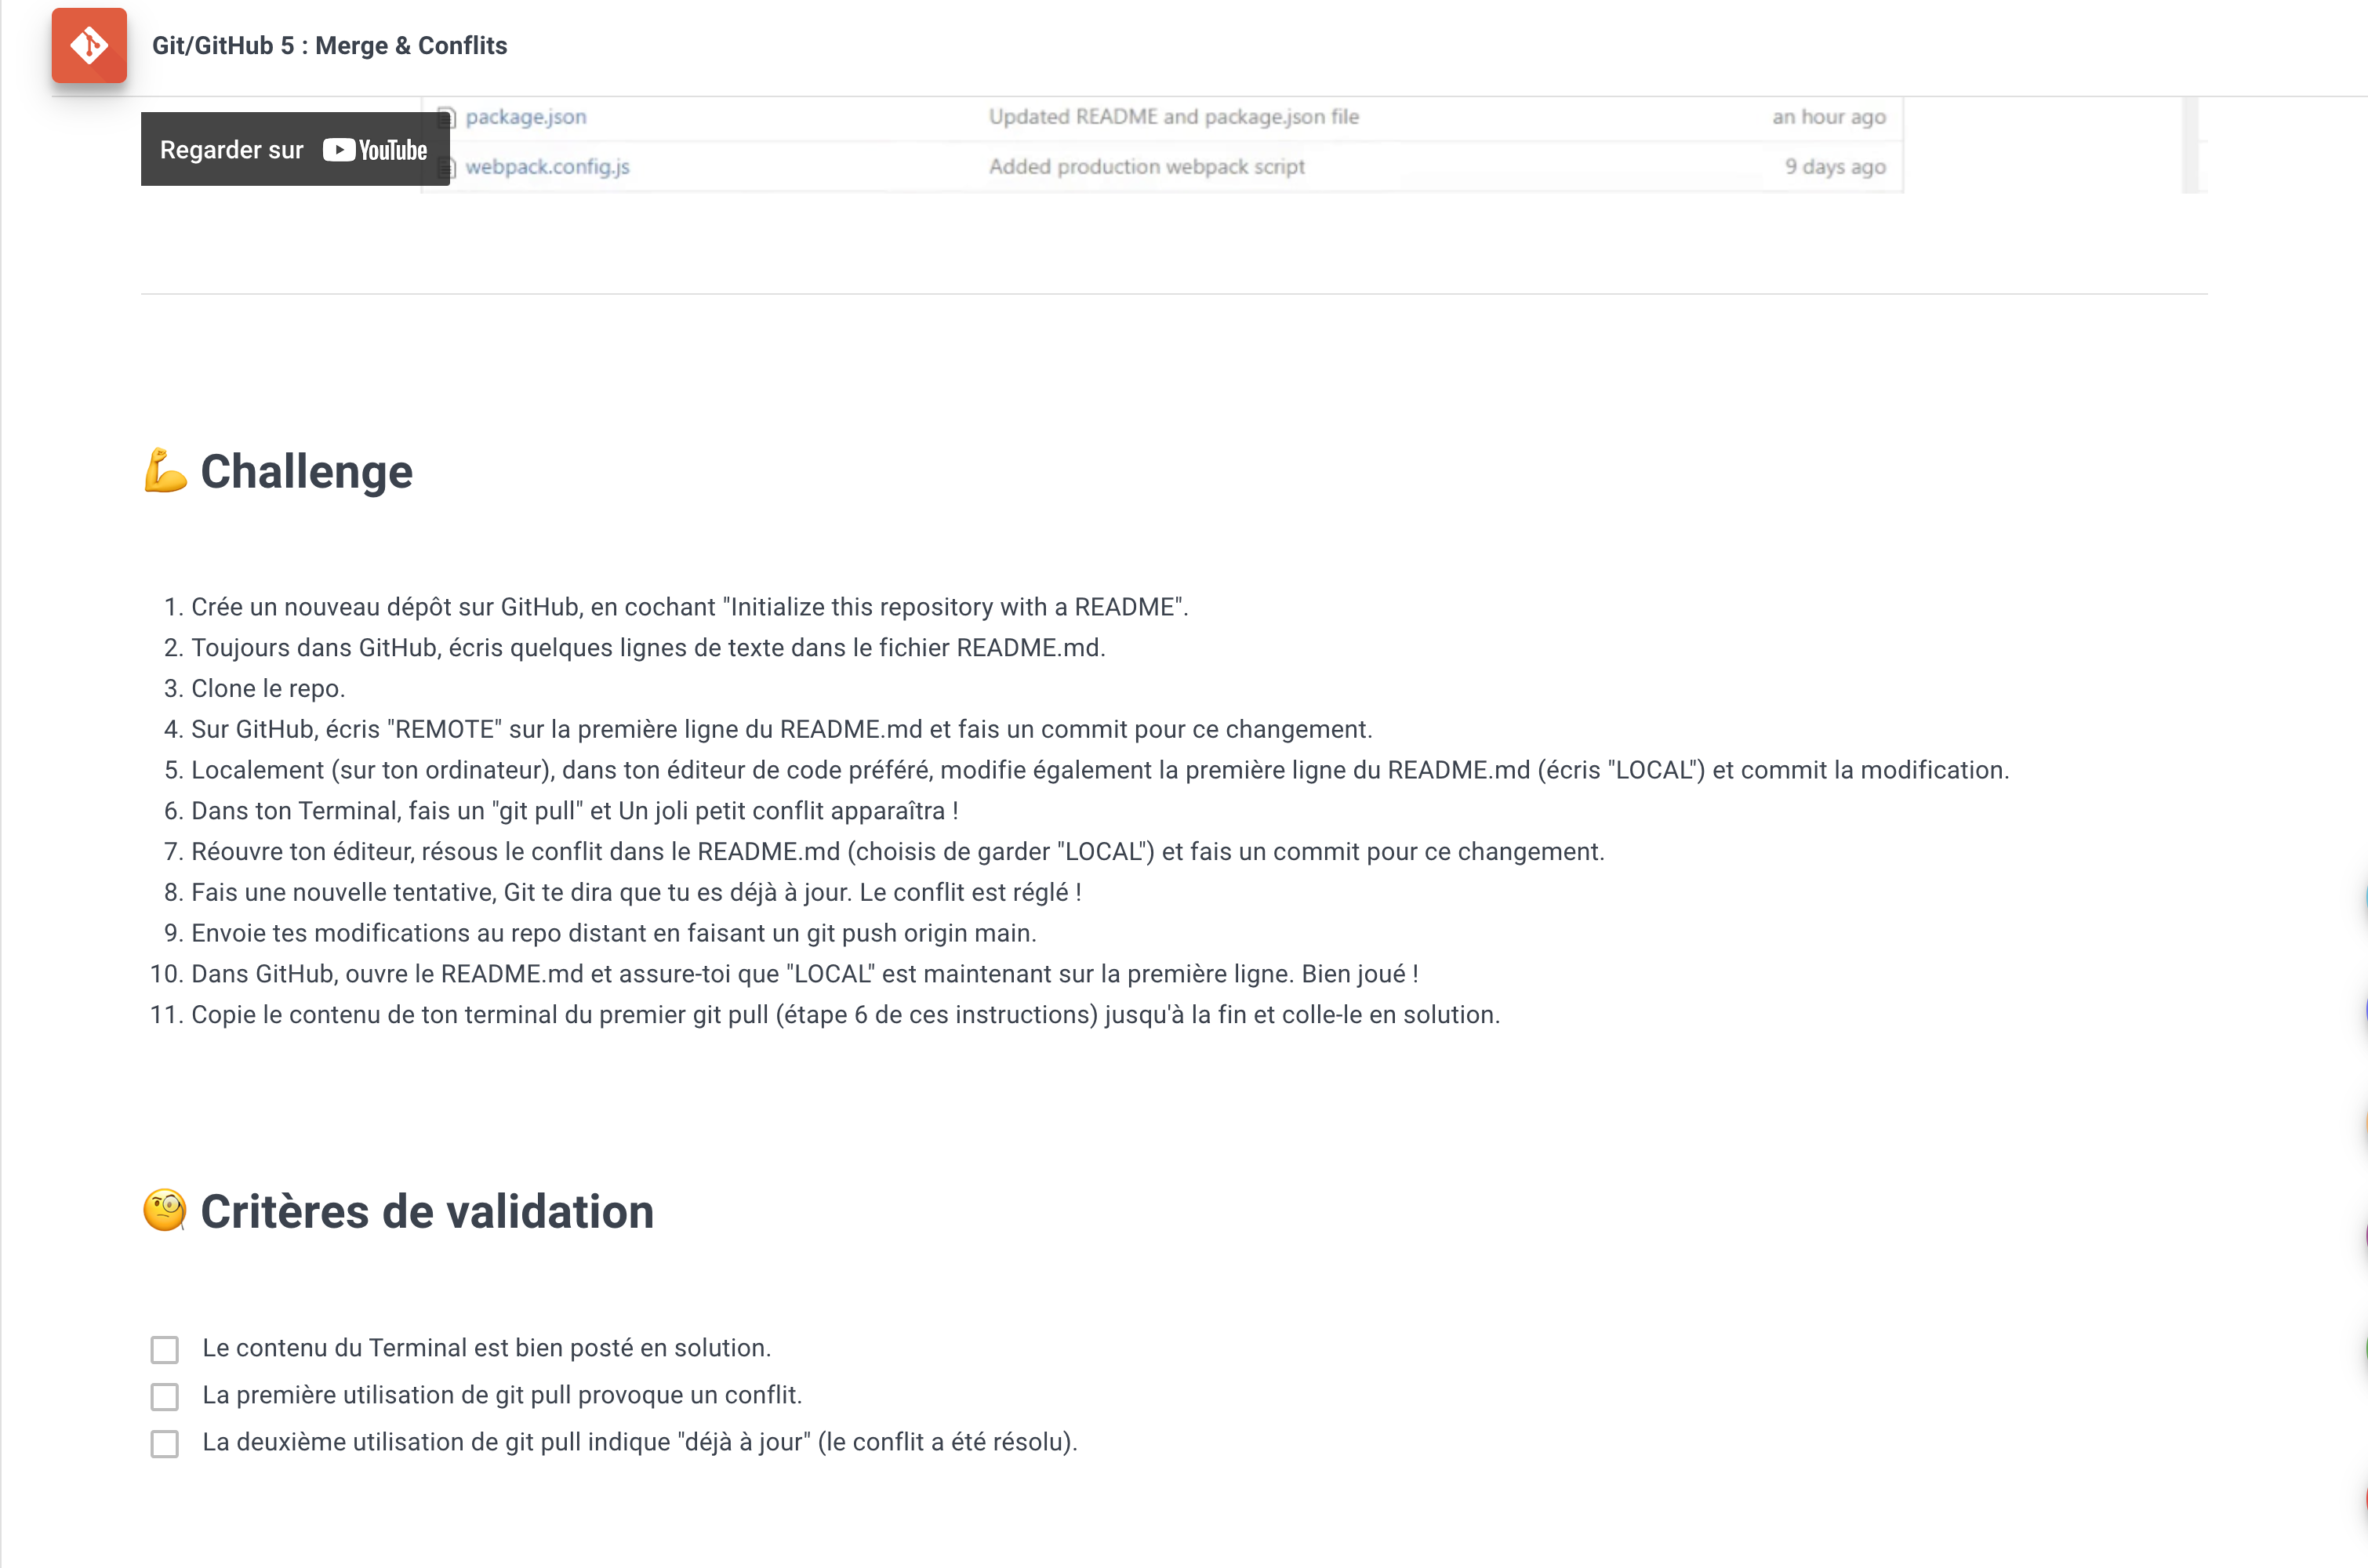 Git/GitHub 5 : Merge & Conflits
package.json Updated README and package.json file an hour ago
Regarder sur YouTube
webpack.config.js Added production webpack script 9 days ago
💪 Challenge
1. Crée un nouveau dépôt sur GitHub, en cochant "Initialize this repository with a README".
2. Toujours dans GitHub, écris quelques lignes de texte dans le fichier README.md.
3. Clone le repo.
4. Sur GitHub, écris "REMOTE" sur la première ligne du README.md et fais un commit pour ce changement.
5. Localement (sur ton ordinateur), dans ton éditeur de code préféré, modifie également la première ligne du README.md (écris "LOCAL") et commit la modification.
6. Dans ton Terminal, fais un "git pull" et Un joli petit conflit apparaîtra !
7. Réouvre ton éditeur, résous le conflit dans le README.md (choisis de garder "LOCAL") et fais un commit pour ce changement.
8. Fais une nouvelle tentative, Git te dira que tu es déjà à jour. Le conflit est réglé !
9. Envoie tes modifications au repo distant en faisant un git push origin main.
10. Dans GitHub, ouvre le README.md et assure-toi que "LOCAL" est maintenant sur la première ligne. Bien joué !
11. Copie le contenu de ton terminal du premier git pull (étape 6 de ces instructions) jusqu'à la fin et colle-le en solution.
🧐 Critères de validation
Le contenu du Terminal est bien posté en solution.
La première utilisation de git pull provoque un conflit.
La deuxième utilisation de git pull indique "déjà à jour" (le conflit a été résolu).